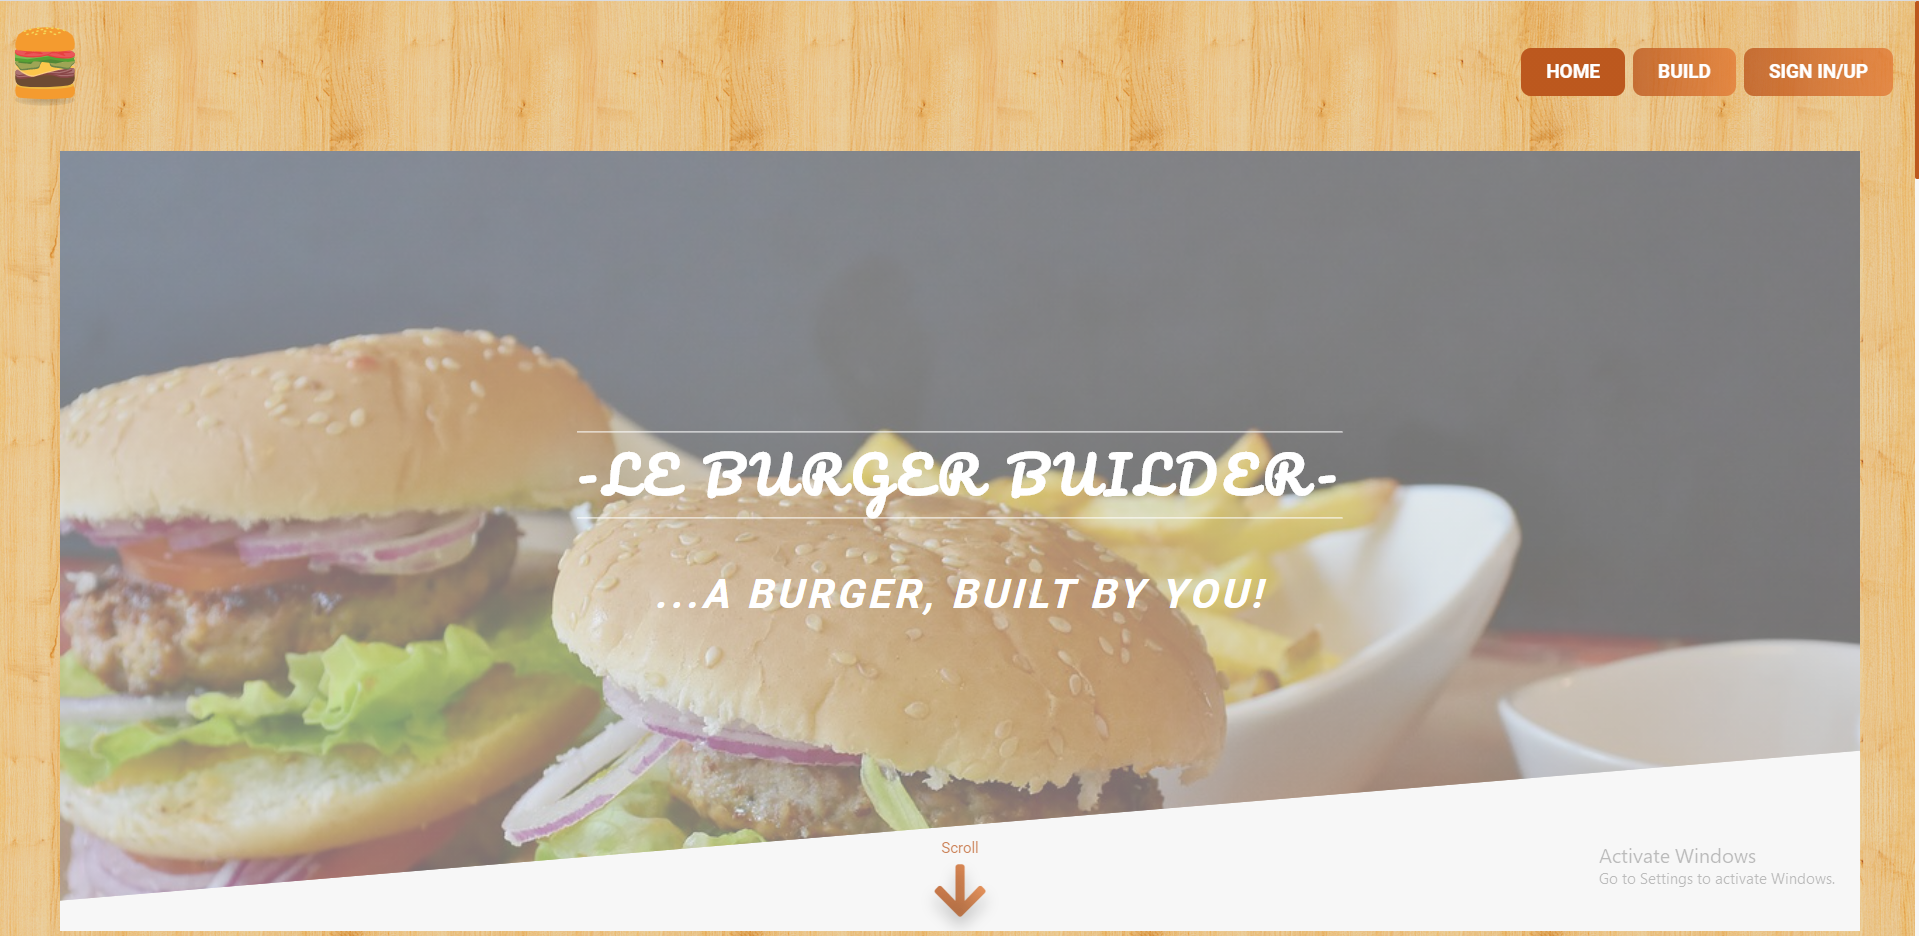 HOME BUILD SIGN IN/UP
-LE BURGER BUILDER-
...A BURGER, BUILT BY YOU!
Scroll
Activate Windows
Go to Settings to activate Windows.